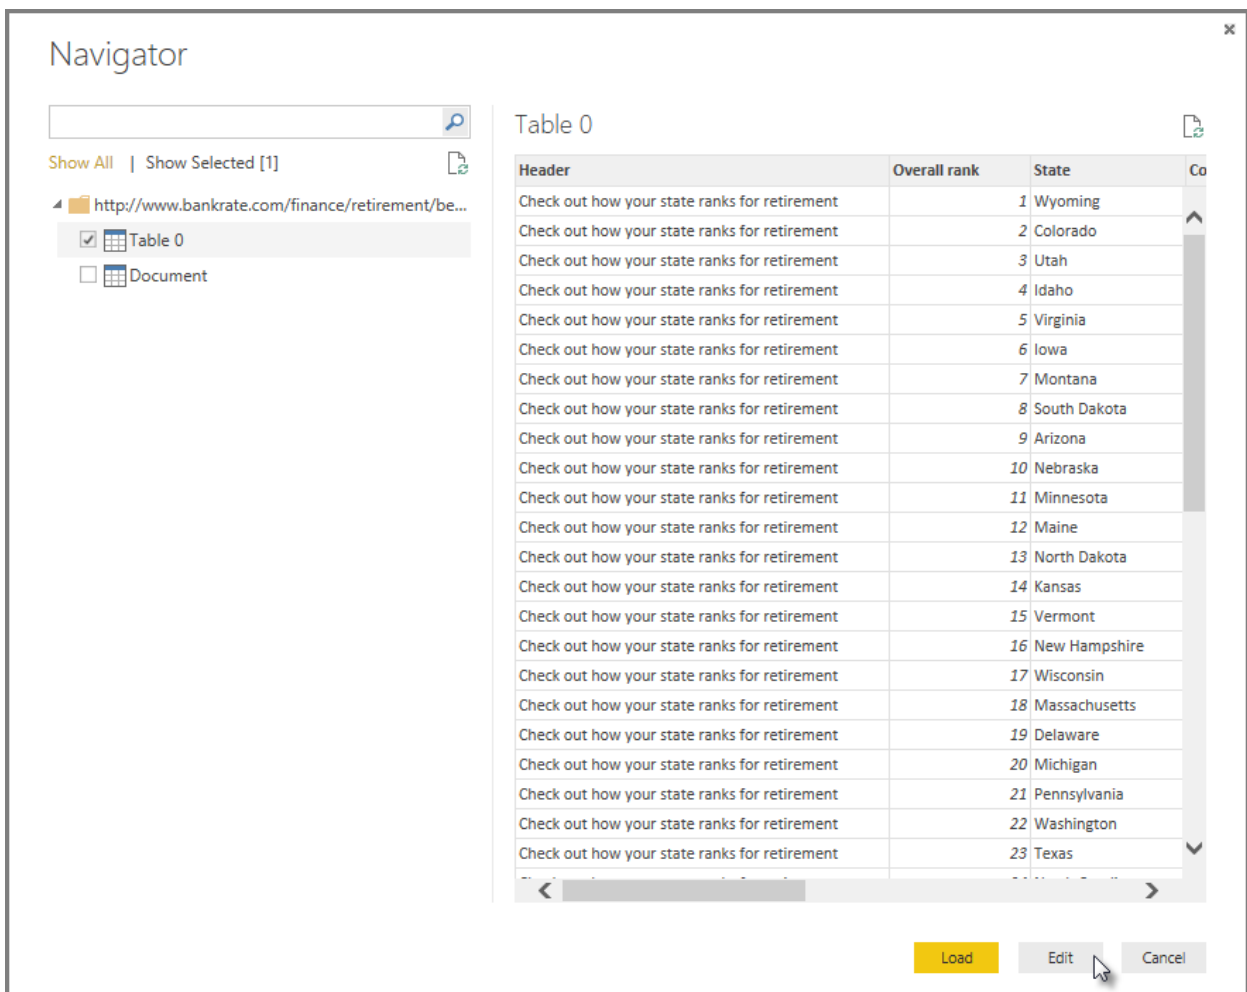 Navigator
Show All | Show Selected [1]
http://www.bankrate.com/finance/retirement/be...
Table 0
Document
Table 0
Header Overall rank State Co
Check out how your state ranks for retirement 1 Wyoming
Check out how your state ranks for retirement 2 Colorado
Check out how your state ranks for retirement 3 Utah
Check out how your state ranks for retirement 4 Idaho
Check out how your state ranks for retirement 5 Virginia
Check out how your state ranks for retirement 6 Iowa
Check out how your state ranks for retirement 7 Montana
Check out how your state ranks for retirement 8 South Dakota
Check out how your state ranks for retirement 9 Arizona
Check out how your state ranks for retirement 10 Nebraska
Check out how your state ranks for retirement 11 Minnesota
Check out how your state ranks for retirement 12 Maine
Check out how your state ranks for retirement 13 North Dakota
Check out how your state ranks for retirement 14 Kansas
Check out how your state ranks for retirement 15 Vermont
Check out how your state ranks for retirement 16 New Hampshire
Check out how your state ranks for retirement 17 Wisconsin
Check out how your state ranks for retirement 18 Massachusetts
Check out how your state ranks for retirement 19 Delaware
Check out how your state ranks for retirement 20 Michigan
Check out how your state ranks for retirement 21 Pennsylvania
Check out how your state ranks for retirement 22 Washington
Check out how your state ranks for retirement 23 Texas
Load Edit Cancel